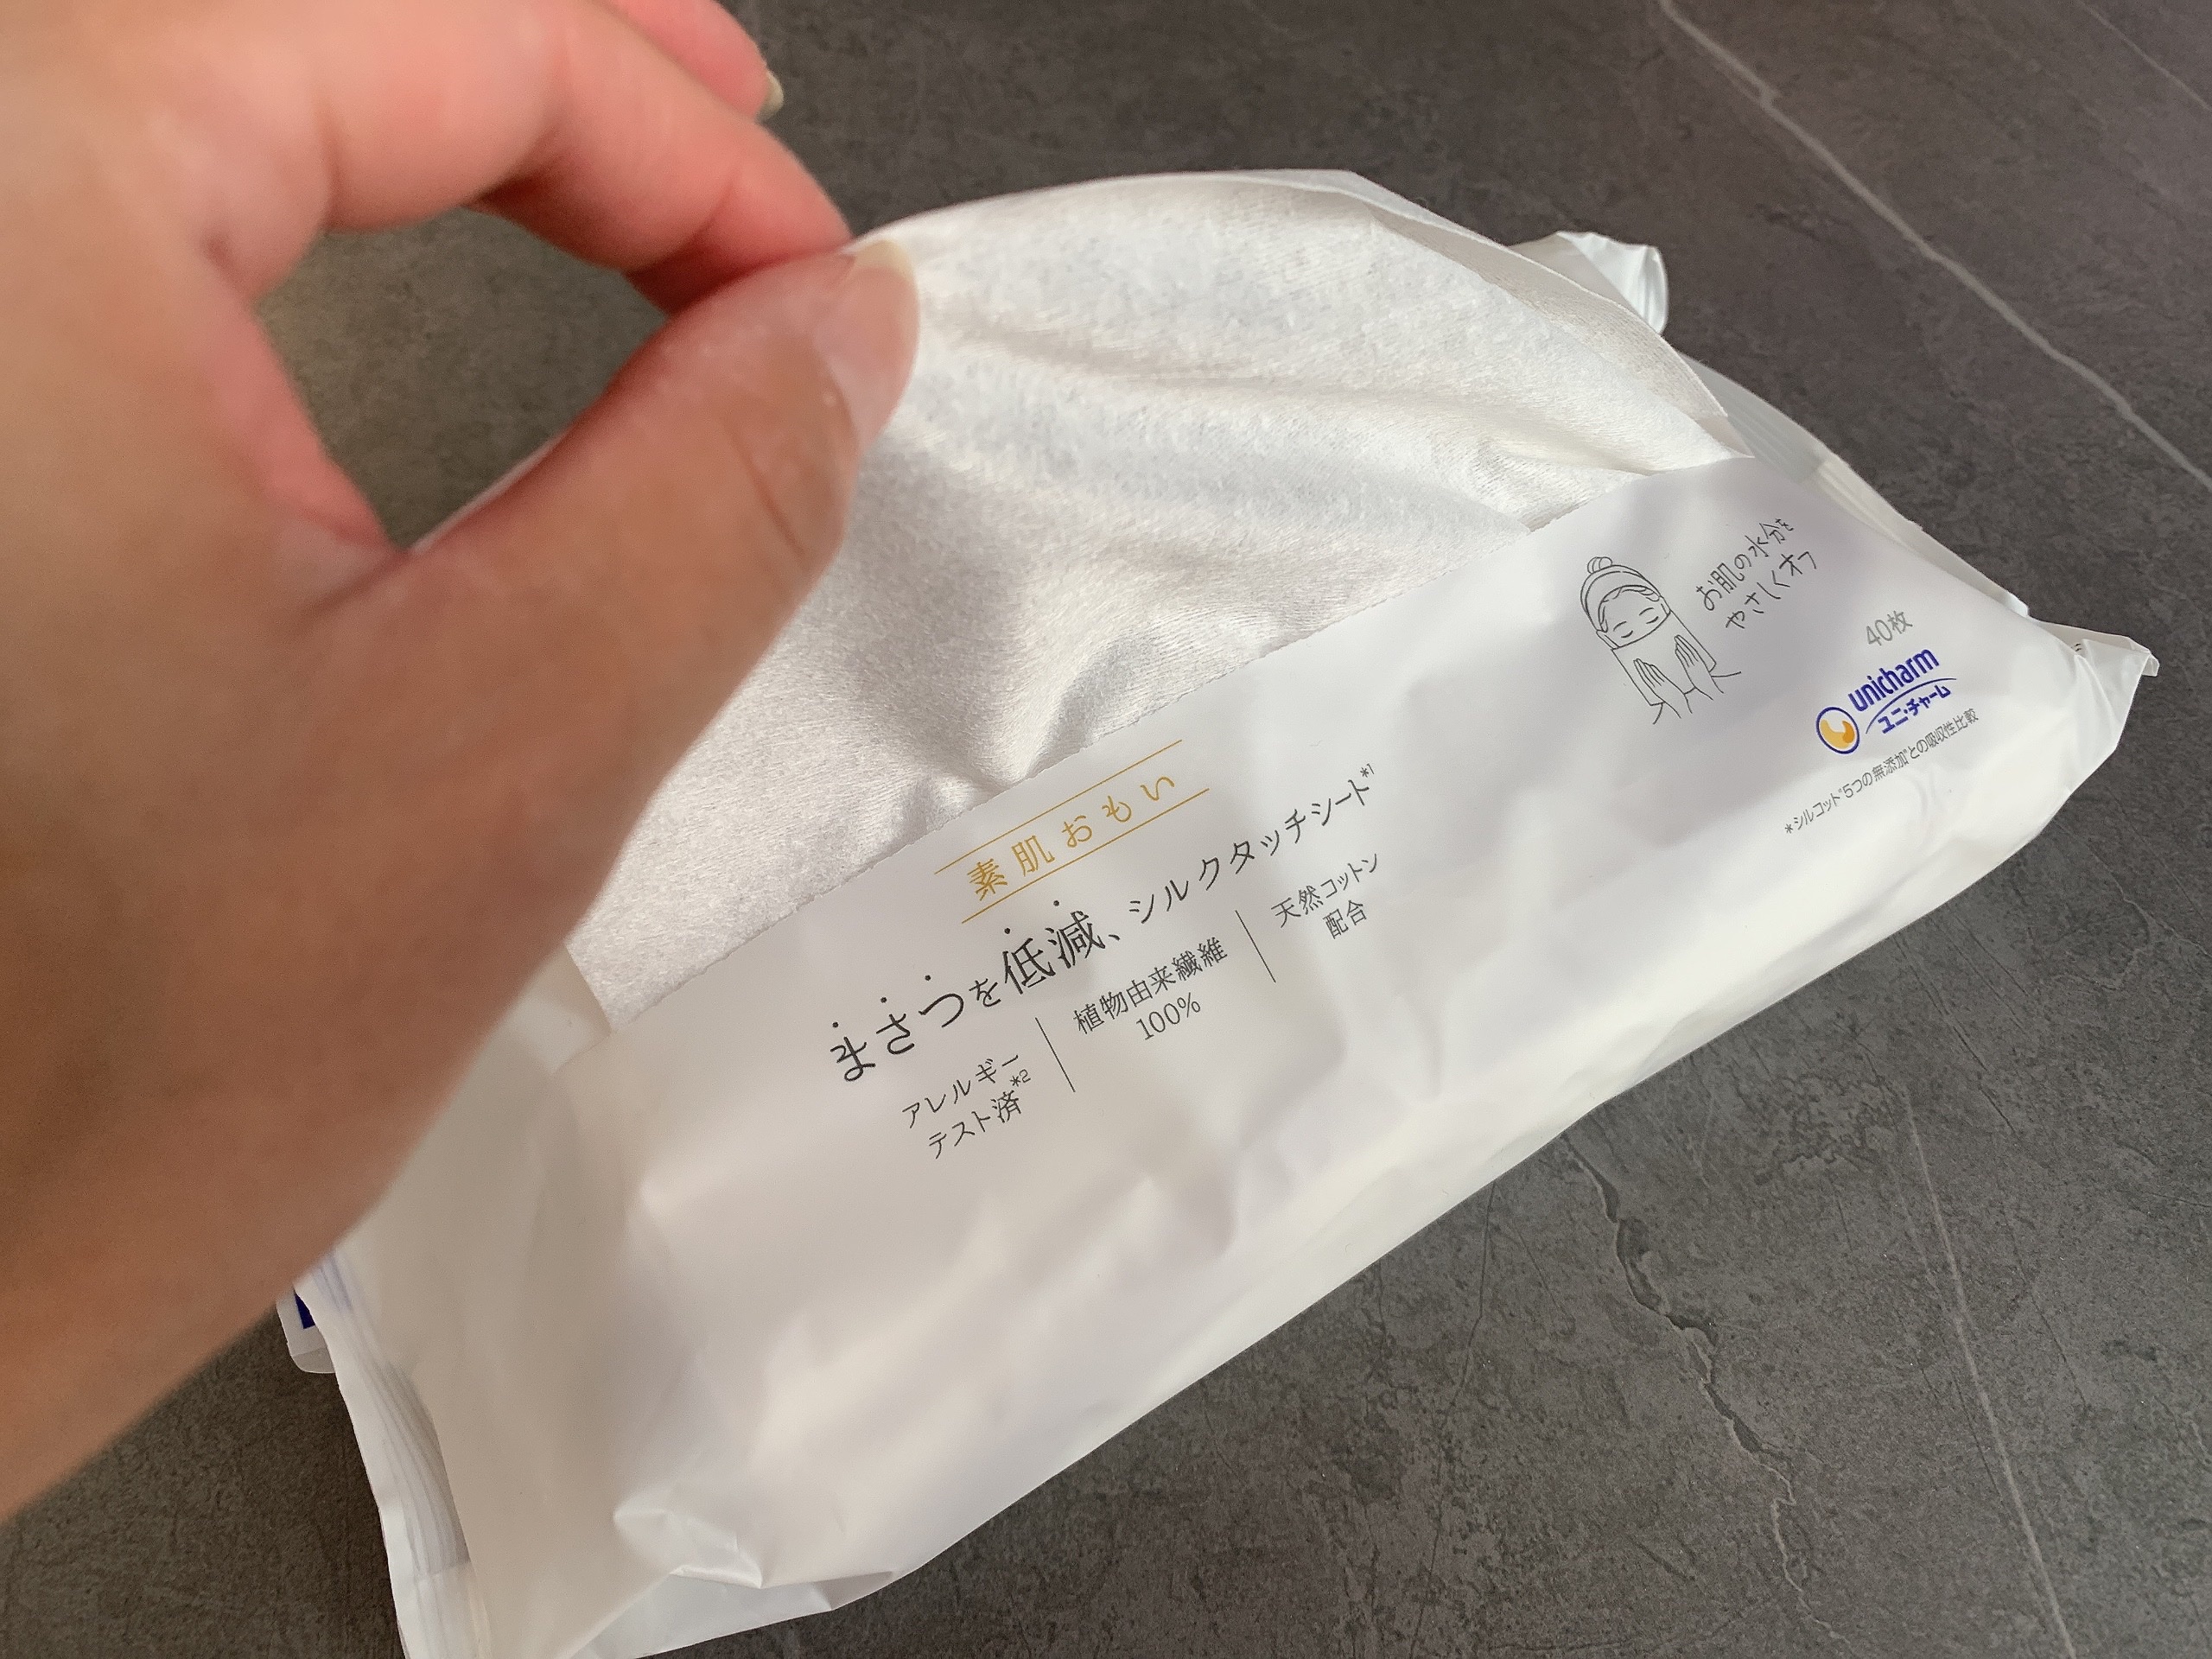 お肌の水分を
やさしくオフ
40枚
unicharm
ユニ・チャーム
*シルコット®5つの無添加®との吸収性比較
素肌おもい
まさつを低減、シルクタッチシート*1
アレルギー
テスト済*2
植物由来繊維
100%
天然コットン
配合